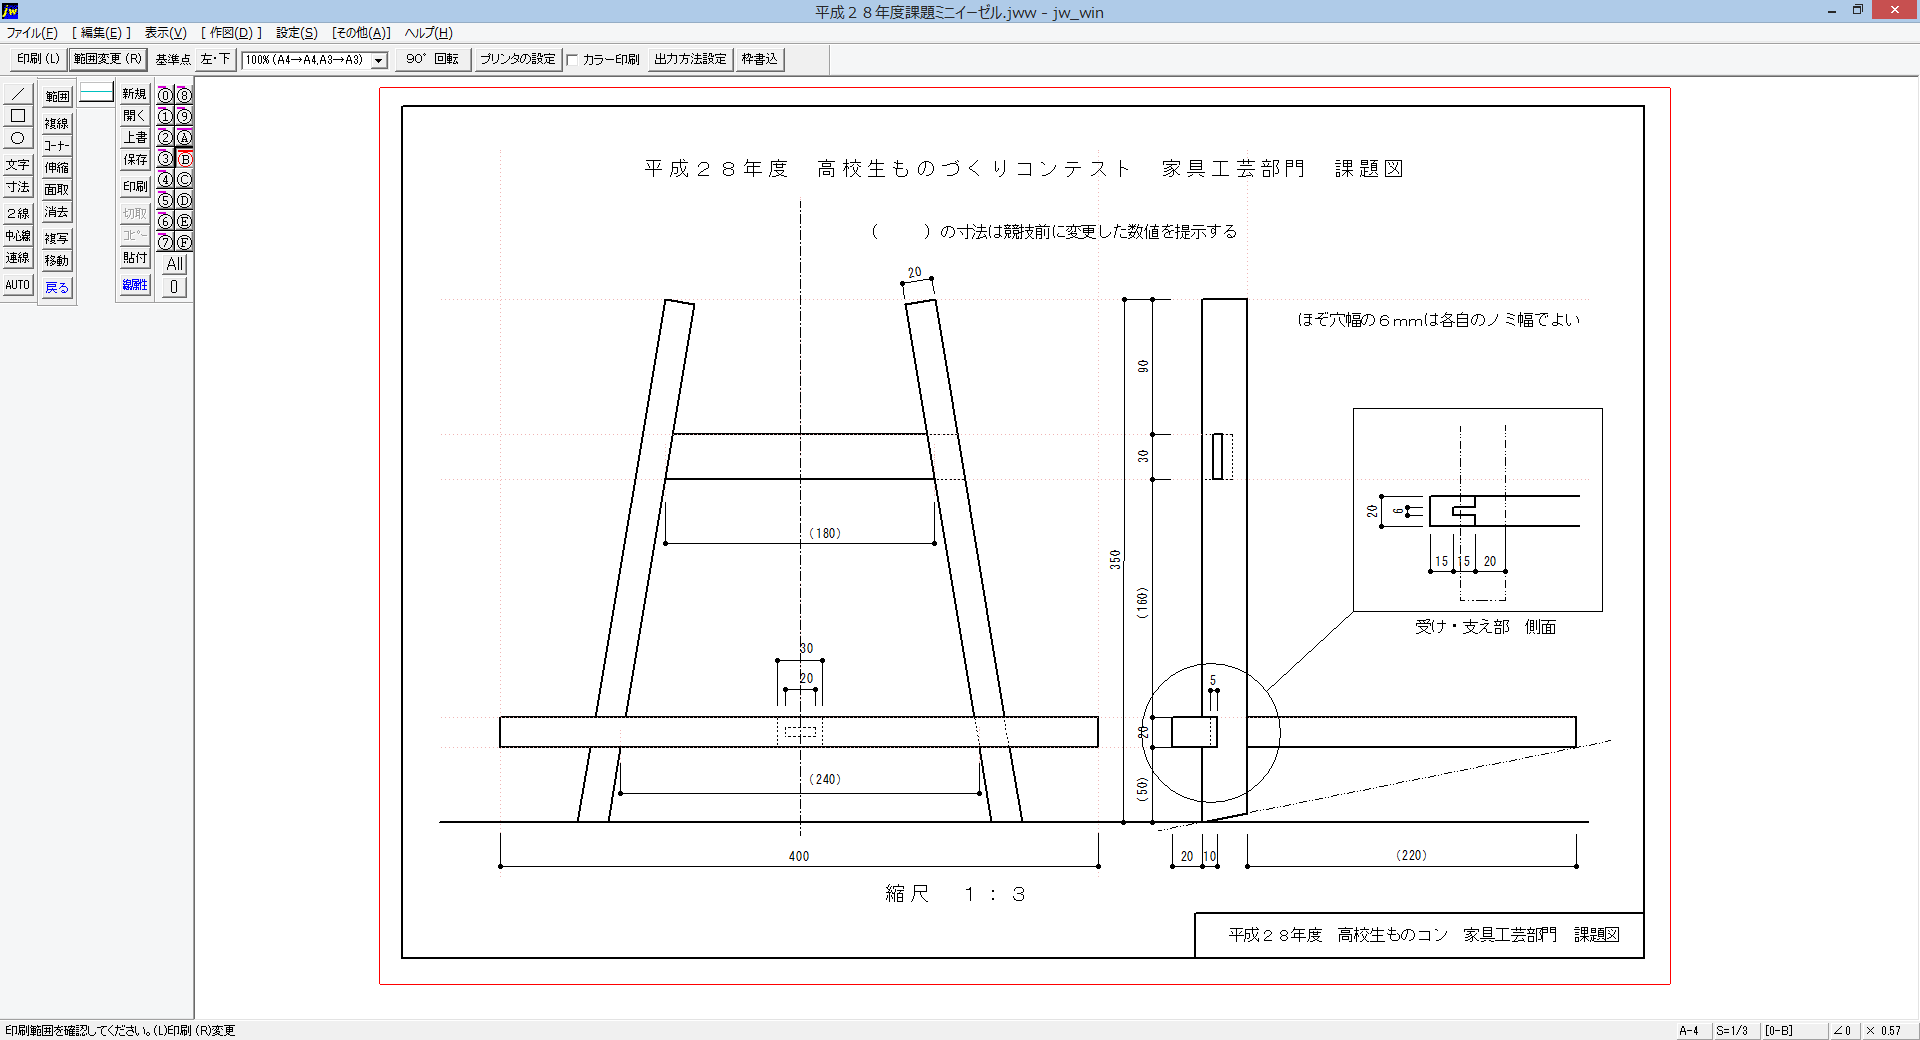 平成２８年度課題ミニイーゼル.jww - jw_win
ファイル(F) [ 編集(E) ] 表示(V) [ 作図(D) ] 設定(S) [その他(A)] ヘルプ(H)
印刷 (L) 範囲変更 (R) 基準点 左・下 100% (A4→A4,A3→A3) 90° 回転 プリンタの設定 カラー印刷 出力方法設定 枠書込
／ 範囲 新規 0 8
□ 複線 開く 1 9
○ ｺｰﾅｰ 上書 2 A
文字 伸縮 保存 3 B
寸法 面取 印刷 4 C
２線 消去 切取 5 D
中心線 複写 ｺﾋﾟｰ 6 E
連線 移動 貼付 7 F
AUTO 戻る 線属性 All
0
平成２８年度　高校生ものづくりコンテスト　家具工芸部門　課題図
（　　　）の寸法は競技前に変更した数値を提示する
20
ほぞ穴幅の６ｍｍは各自のノミ幅でよい
90
30
(180)
350
(160)
20
6
15 15 20
受け・支え部　側面
30
20
5
20
(240)
(50)
400
20 10 (220)
縮尺　１：３
平成２８年度　高校生ものコン　家具工芸部門　課題図
印刷範囲を確認してください。(L)印刷 (R)変更
A-4 S=1/3 [0-B] ∠0 × 0.57